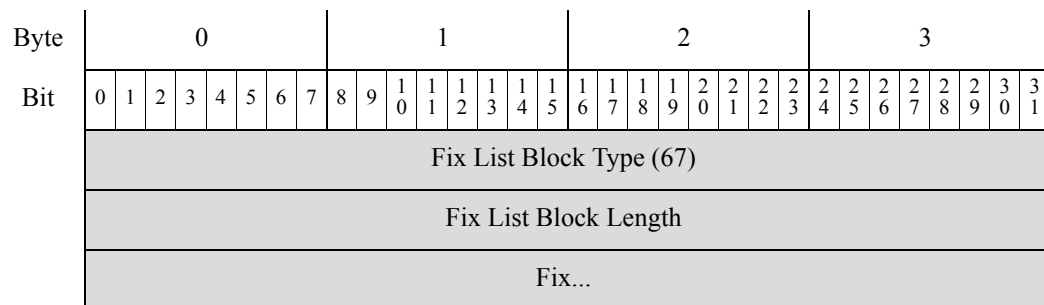 Byte 0 1 2 3
Bit 0 1 2 3 4 5 6 7 8 9 10 11 12 13 14 15 16 17 18 19 20 21 22 23 24 25 26 27 28 29 30 31
Fix List Block Type (67)
Fix List Block Length
Fix...